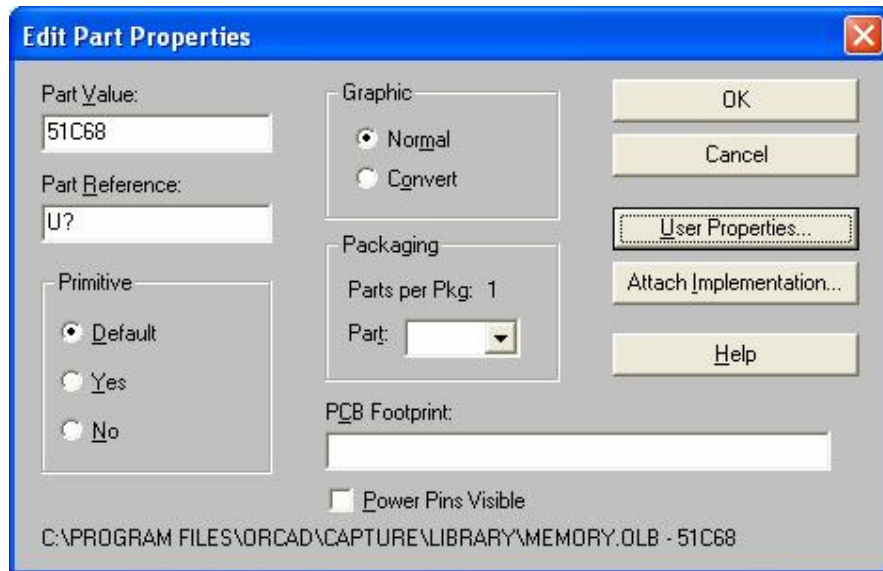 Edit Part Properties
Part Value:
51C68
Part Reference:
U?
Primitive
Default
Yes
No
Graphic
Normal
Convert
Packaging
Parts per Pkg: 1
Part:
PCB Footprint:
Power Pins Visible
OK
Cancel
User Properties...
Attach Implementation...
Help
C:\PROGRAM FILES\ORCAD\CAPTURE\LIBRARY\MEMORY.OLB - 51C68